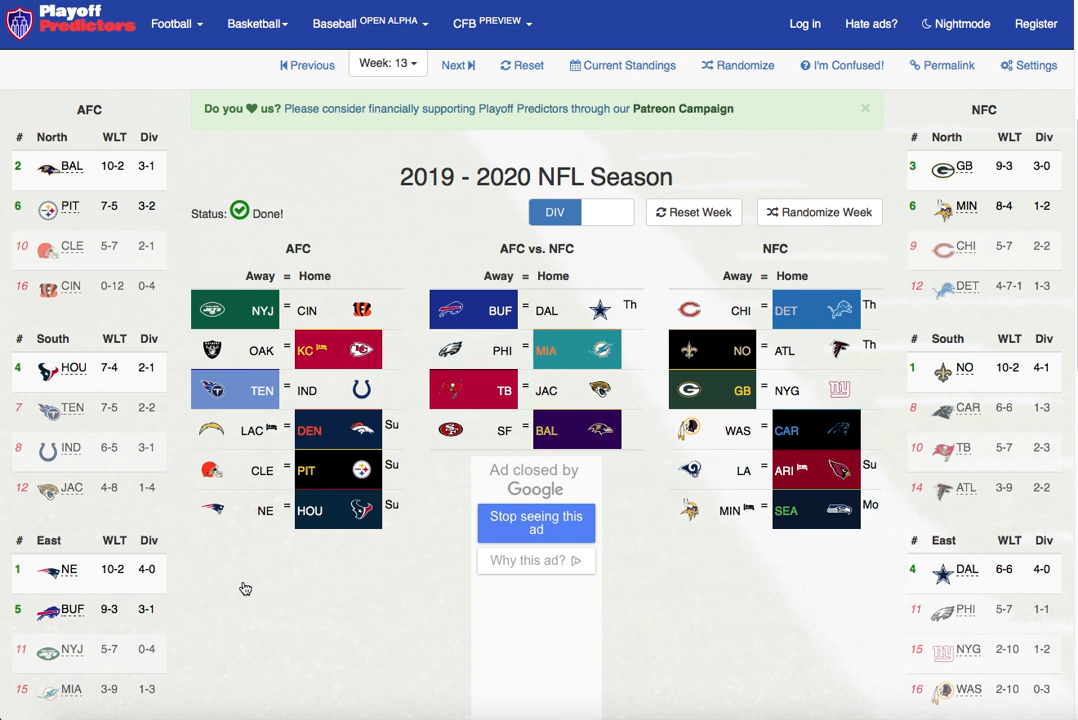 Playoff
Predictors
Football
Basketball
Baseball OPEN ALPHA
CFB PREVIEW
Log in
Hate ads?
Nightmode
Register
Previous
Week: 13
Next
Reset
Current Standings
Randomize
I'm Confused!
Permalink
Settings
Do you us? Please consider financially supporting Playoff Predictors through our Patreon Campaign
×
AFC
# North WLT Div
2 BAL 10-2 3-1
6 PIT 7-5 3-2
10 CLE 5-7 2-1
16 CIN 0-12 0-4
# South WLT Div
4 HOU 7-4 2-1
7 TEN 7-5 2-2
8 IND 6-5 3-1
12 JAC 4-8 1-4
# East WLT Div
1 NE 10-2 4-0
5 BUF 9-3 3-1
11 NYJ 5-7 0-4
15 MIA 3-9 1-3
2019 - 2020 NFL Season
Status: Done!
DIV
Reset Week
Randomize Week
AFC
Away = Home
NYJ = CIN
OAK = KC
TEN = IND
LAC = DEN Su
CLE = PIT Su
NE = HOU Su
AFC vs. NFC
Away = Home
BUF = DAL Th
PHI = MIA
TB = JAC
SF = BAL
Ad closed by
Google
Stop seeing this
ad
Why this ad?
NFC
Away = Home
CHI = DET Th
NO = ATL Th
GB = NYG
WAS = CAR
LA = ARI Su
MIN = SEA Mo
NFC
# North WLT Div
3 GB 9-3 3-0
6 MIN 8-4 1-2
9 CHI 5-7 2-2
12 DET 4-7-1 1-3
# South WLT Div
1 NO 10-2 4-1
8 CAR 6-6 1-3
10 TB 5-7 2-3
14 ATL 3-9 2-2
# East WLT Div
4 DAL 6-6 4-0
11 PHI 5-7 1-1
15 NYG 2-10 1-2
16 WAS 2-10 0-3